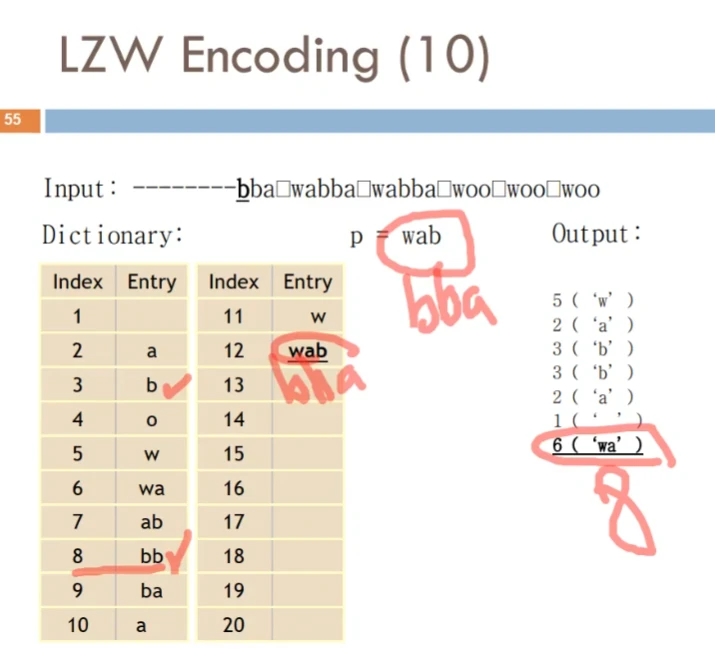 LZW Encoding (10)
55
Input: --------bba□wabba□wabba□woo□woo□woo
Dictionary:
p = wab
Output:
bba
Index Entry Index Entry
1 11 w
2 a 12 wab
3 b 13 bba
4 o 14
5 w 15
6 wa 16
7 ab 17
8 bb 18
9 ba 19
10 a 20
5 ( ‘w’ )
2 ( ‘a’ )
3 ( ‘b’ )
3 ( ‘b’ )
2 ( ‘a’ )
1 ( ‘ ’ )
6 ( ‘wa’ )
8